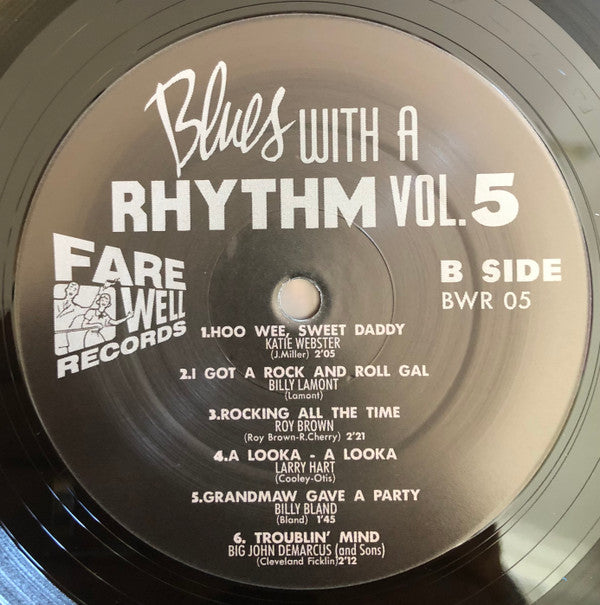 Blues WITH A
RHYTHM VOL. 5
FARE
WELL
RECORDS
B SIDE
BWR 05
1.HOO WEE, SWEET DADDY
KATIE WEBSTER
(J.Miller) 2'05
2.I GOT A ROCK AND ROLL GAL
BILLY LAMONT
(Lamant)
3.ROCKING ALL THE TIME
ROY BROWN
(Roy Brown-R.Cherry) 2'21
4.A LOOKA - A LOOKA
LARRY HART
(Cooley-Otis)
5.GRANDMAW GAVE A PARTY
BILLY BLAND
(Bland) 1'45
6. TROUBLIN' MIND
BIG JOHN DEMARCUS (and Sons)
(Cleveland Ficklin)2'12